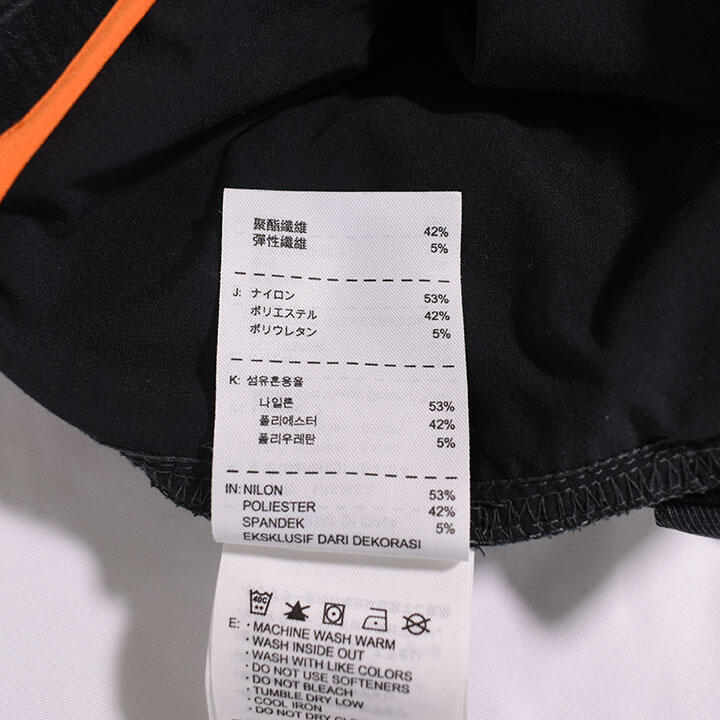 聚酯纖維 42%
彈性纖維 5%
J: ナイロン 53%
ポリエステル 42%
ポリウレタン 5%
K: 섬유혼용율
나일론 53%
폴리에스터 42%
폴리우레탄 5%
IN: NILON 53%
POLIESTER 42%
SPANDEK 5%
EKSKLUSIF DARI DEKORASI
40C
E: · MACHINE WASH WARM
· WASH INSIDE OUT
· WASH WITH LIKE COLORS
· DO NOT USE SOFTENERS
· DO NOT BLEACH
· TUMBLE DRY LOW
· COOL IRON
· DO NOT DRY